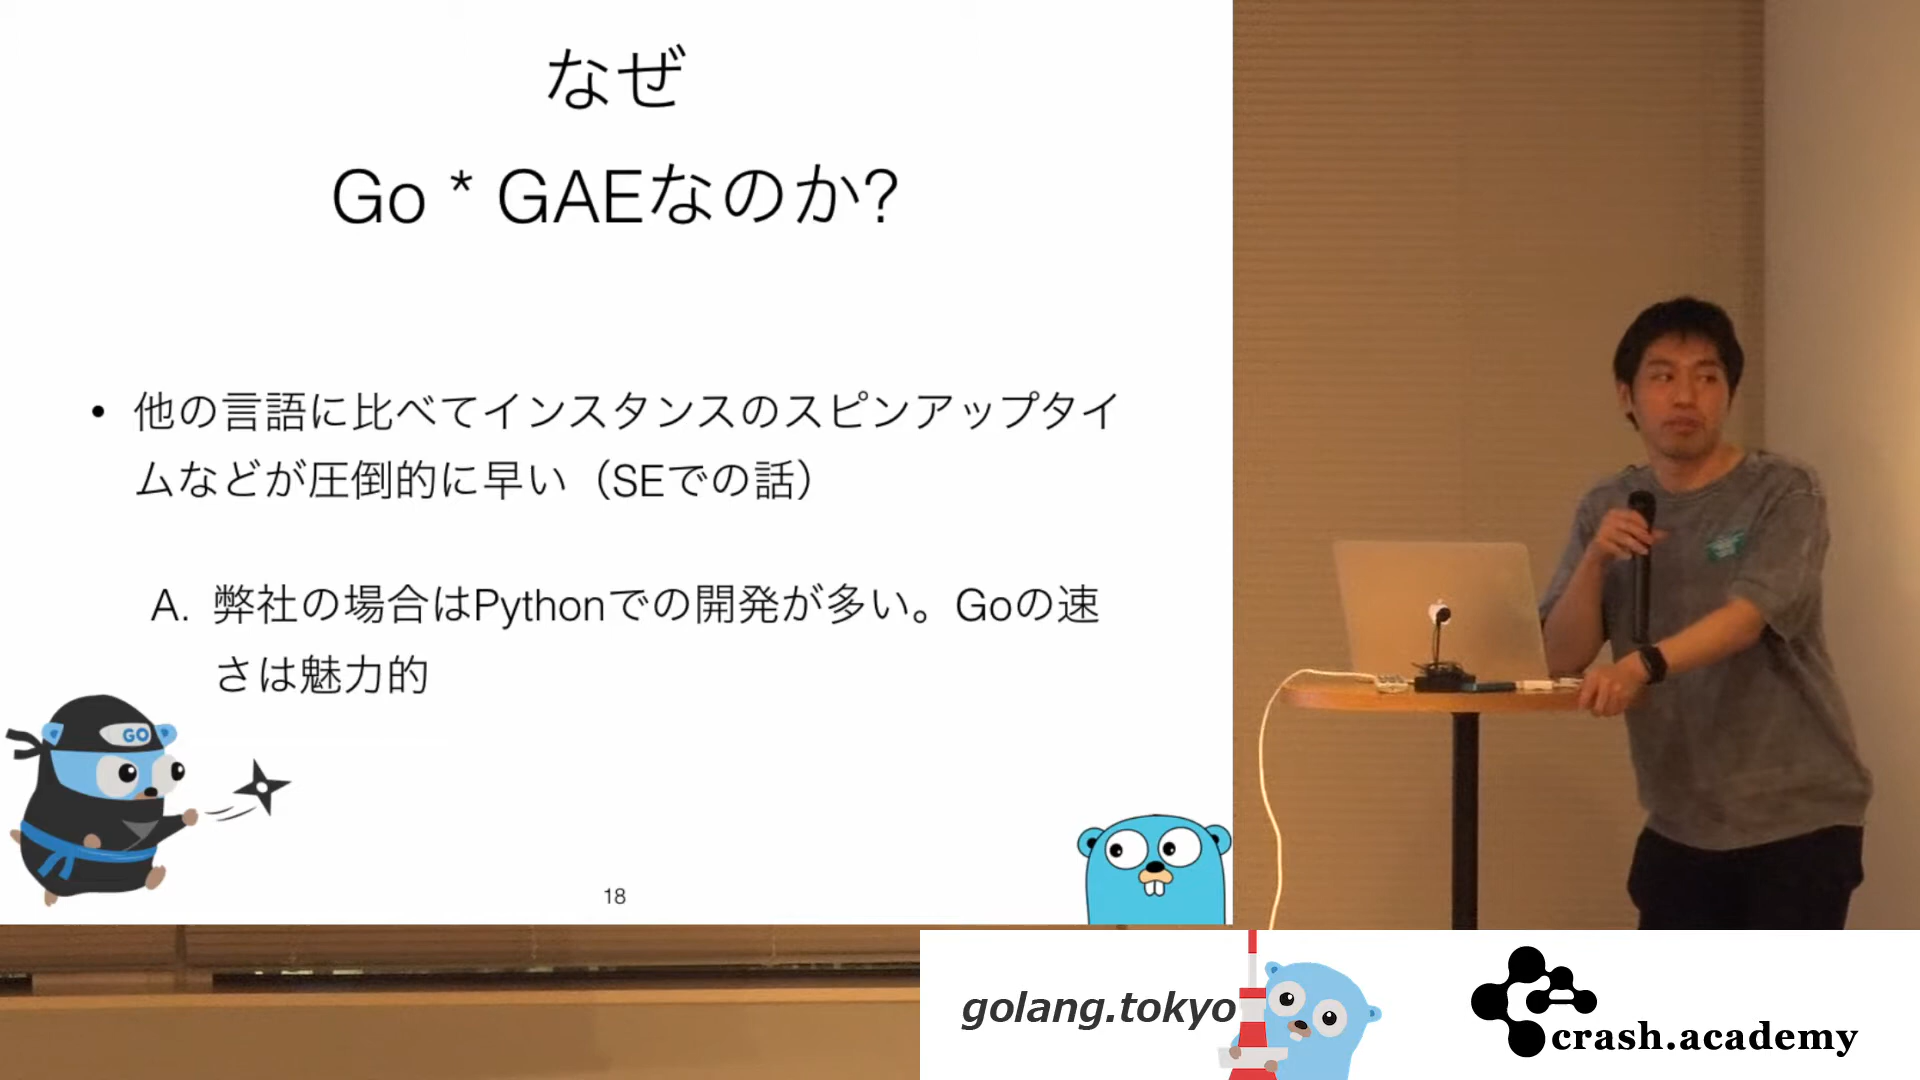 なぜ
Go * GAEなのか?
• 他の言語に比べてインスタンスのスピンアップタイ
ムなどが圧倒的に早い（SEでの話）
A. 弊社の場合はPythonでの開発が多い。Goの速
さは魅力的
GO
18
golang.tokyo
crash.academy